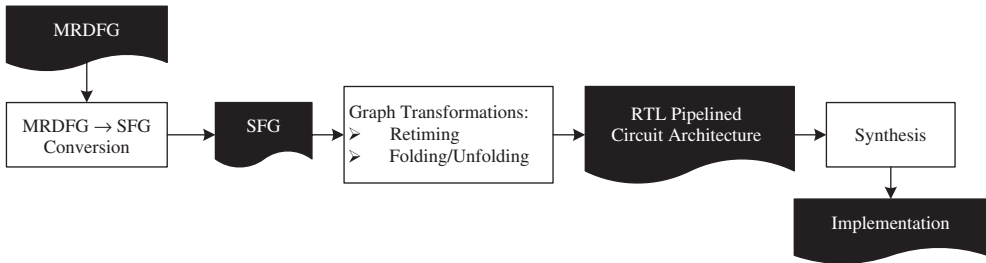 MRDFG
MRDFG → SFG
Conversion
SFG
Graph Transformations:
➢ Retiming
➢ Folding/Unfolding
RTL Pipelined
Circuit Architecture
Synthesis
Implementation